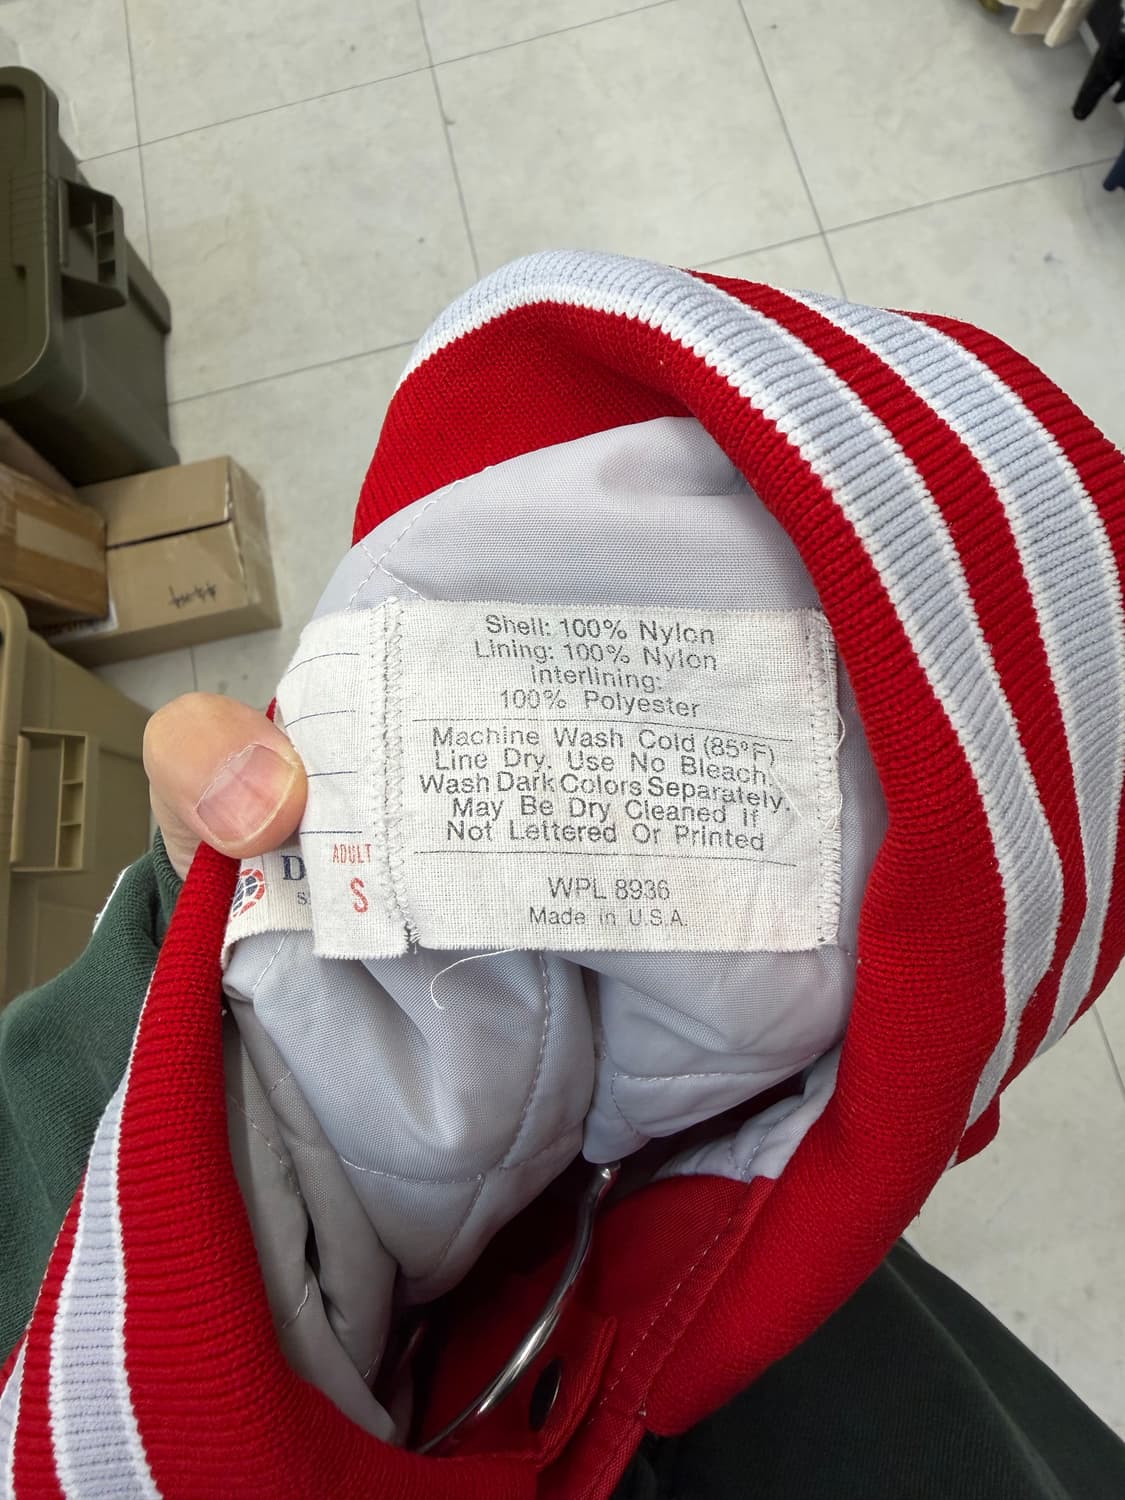 Shell: 100% Nylon
Lining: 100% Nylon
interlining:
100% Polyester
Machine Wash Cold (85°F)
Line Dry. Use No Bleach.
Wash Dark Colors Separately.
May Be Dry Cleaned if
Not Lettered Or Printed
WPL 8936
Made in U.S.A.
ADULT
S
D
S